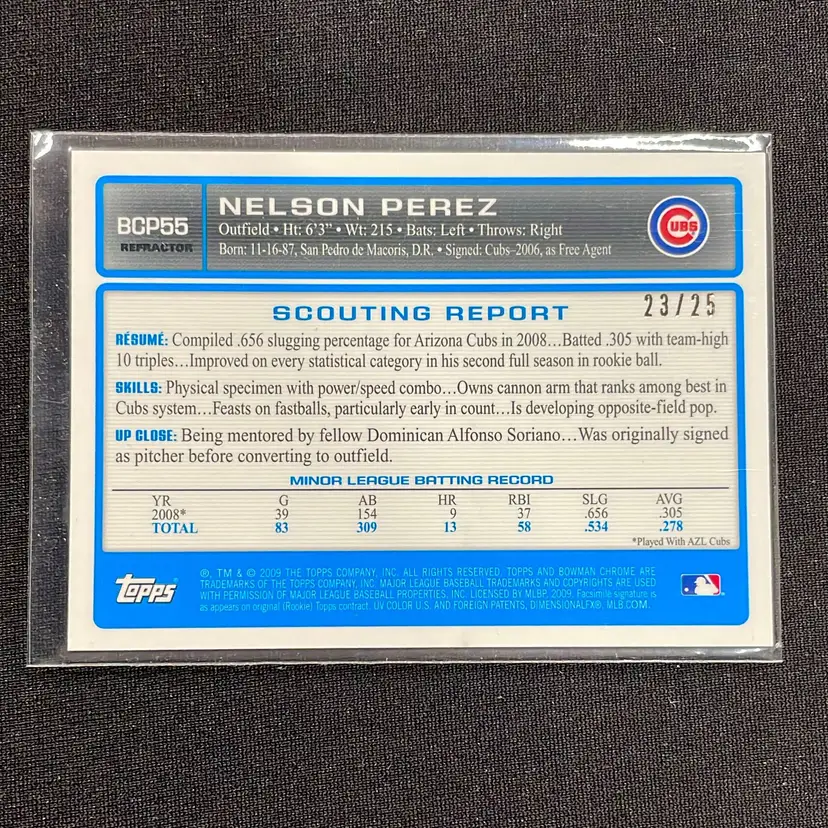 BCP55
REFRACTOR
NELSON PEREZ
Outfield • Ht: 6'3" • Wt: 215 • Bats: Left • Throws: Right
Born: 11-16-87, San Pedro de Macoris, D.R. • Signed: Cubs–2006, as Free Agent
CUBS
SCOUTING REPORT
23/25
RÉSUMÉ: Compiled .656 slugging percentage for Arizona Cubs in 2008...Batted .305 with team-high
10 triples...Improved on every statistical category in his second full season in rookie ball.
SKILLS: Physical specimen with power/speed combo...Owns cannon arm that ranks among best in
Cubs system...Feasts on fastballs, particularly early in count...Is developing opposite-field pop.
UP CLOSE: Being mentored by fellow Dominican Alfonso Soriano...Was originally signed
as pitcher before converting to outfield.
MINOR LEAGUE BATTING RECORD
YR G AB HR RBI SLG AVG
2008* 39 154 9 37 .656 .305
TOTAL 83 309 13 58 .534 .278
*Played With AZL Cubs
Topps
®, TM & © 2009 THE TOPPS COMPANY, INC. ALL RIGHTS RESERVED. TOPPS AND BOWMAN CHROME ARE
TRADEMARKS OF THE TOPPS COMPANY, INC. MAJOR LEAGUE BASEBALL TRADEMARKS AND COPYRIGHTS ARE USED
WITH PERMISSION OF MAJOR LEAGUE BASEBALL PROPERTIES, INC. LICENSED BY MLBP, 2009. Facsimile signature is
as appears on original (Rookie) Topps contract. UV COLOR U.S. AND FOREIGN PATENTS, DIMENSIONALFX®. MLB.COM.